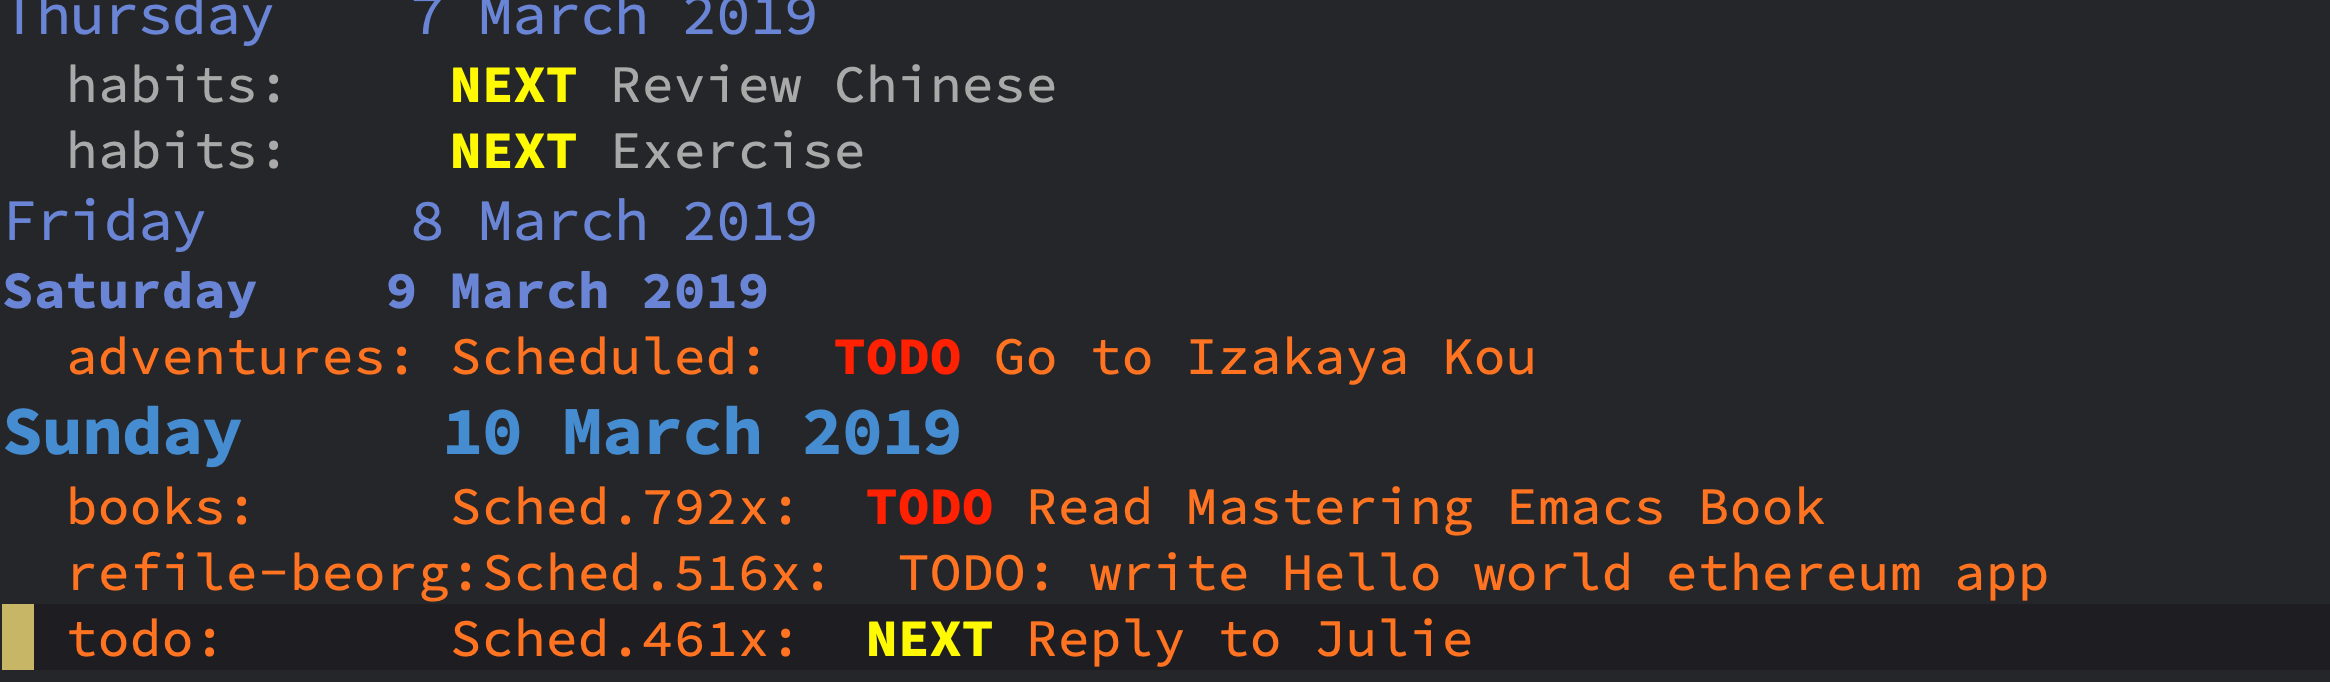 Thursday 7 March 2019
habits: NEXT Review Chinese
habits: NEXT Exercise
Friday 8 March 2019
Saturday 9 March 2019
adventures: Scheduled: TODO Go to Izakaya Kou
Sunday 10 March 2019
books: Sched.792x: TODO Read Mastering Emacs Book
refile-beorg:Sched.516x: TODO: write Hello world ethereum app
todo: Sched.461x: NEXT Reply to Julie